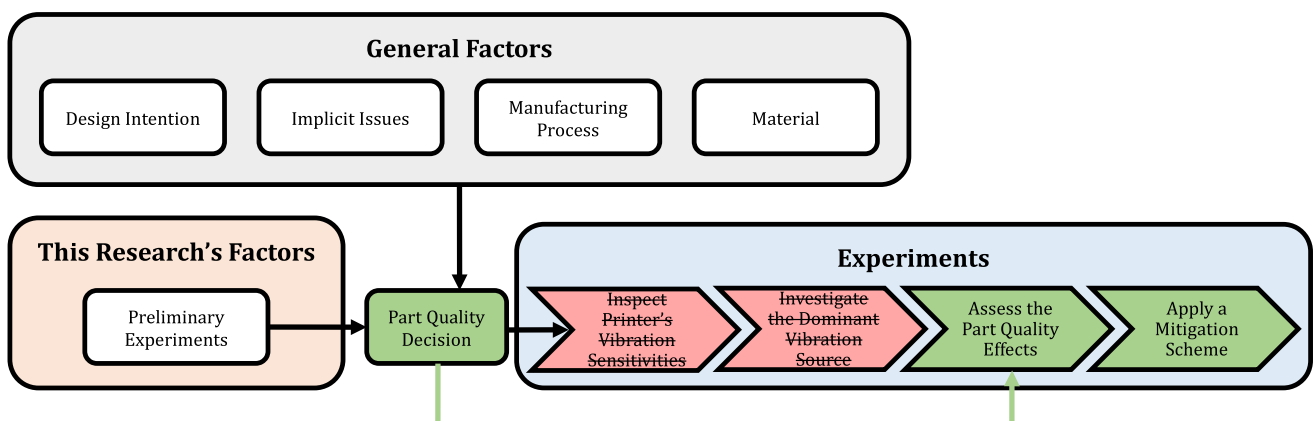 General Factors
Design Intention
Implicit Issues
Manufacturing
Process
Material
This Research's Factors
Preliminary
Experiments
Part Quality
Decision
Experiments
Inspect
Printer's
Vibration
Sensitivities
Investigate
the Dominant
Vibration
Source
Assess the
Part Quality
Effects
Apply a
Mitigation
Scheme